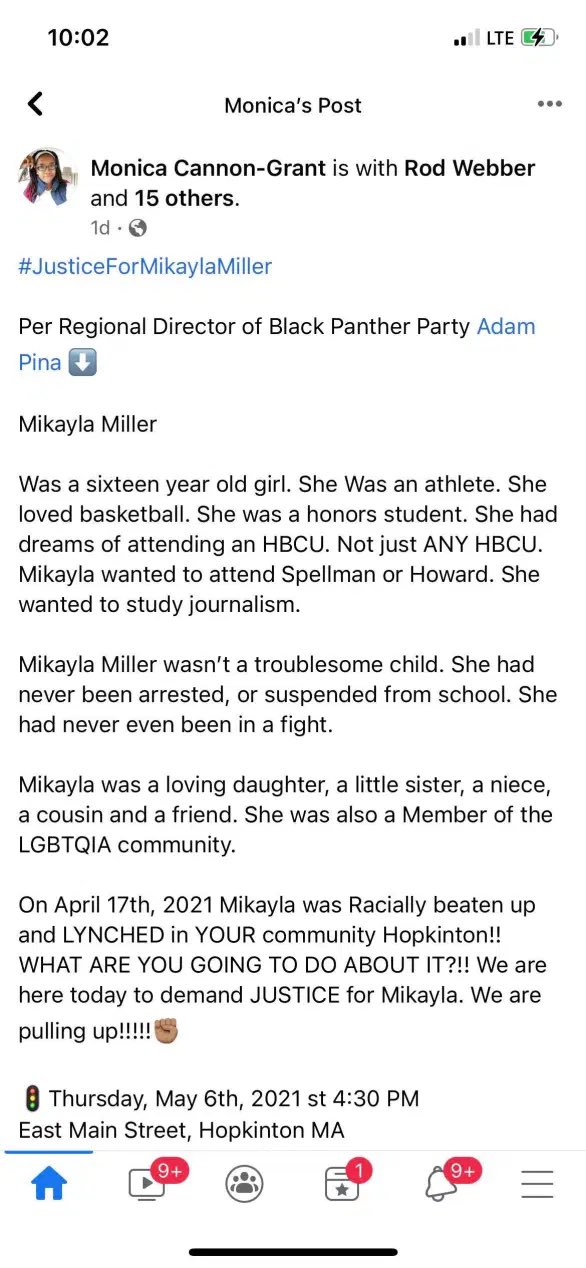 10:02
LTE
Monica's Post
Monica Cannon-Grant is with Rod Webber
and 15 others.
1d ·
#JusticeForMikaylaMiller
Per Regional Director of Black Panther Party Adam
Pina ⬇️
Mikayla Miller
Was a sixteen year old girl. She Was an athlete. She
loved basketball. She was a honors student. She had
dreams of attending an HBCU. Not just ANY HBCU.
Mikayla wanted to attend Spellman or Howard. She
wanted to study journalism.
Mikayla Miller wasn't a troublesome child. She had
never been arrested, or suspended from school. She
had never even been in a fight.
Mikayla was a loving daughter, a little sister, a niece,
a cousin and a friend. She was also a Member of the
LGBTQIA community.
On April 17th, 2021 Mikayla was Racially beaten up
and LYNCHED in YOUR community Hopkinton!!
WHAT ARE YOU GOING TO DO ABOUT IT?!! We are
here today to demand JUSTICE for Mikayla. We are
pulling up!!!!!✊🏽
🚦Thursday, May 6th, 2021 st 4:30 PM
East Main Street, Hopkinton MA
9+
1
9+